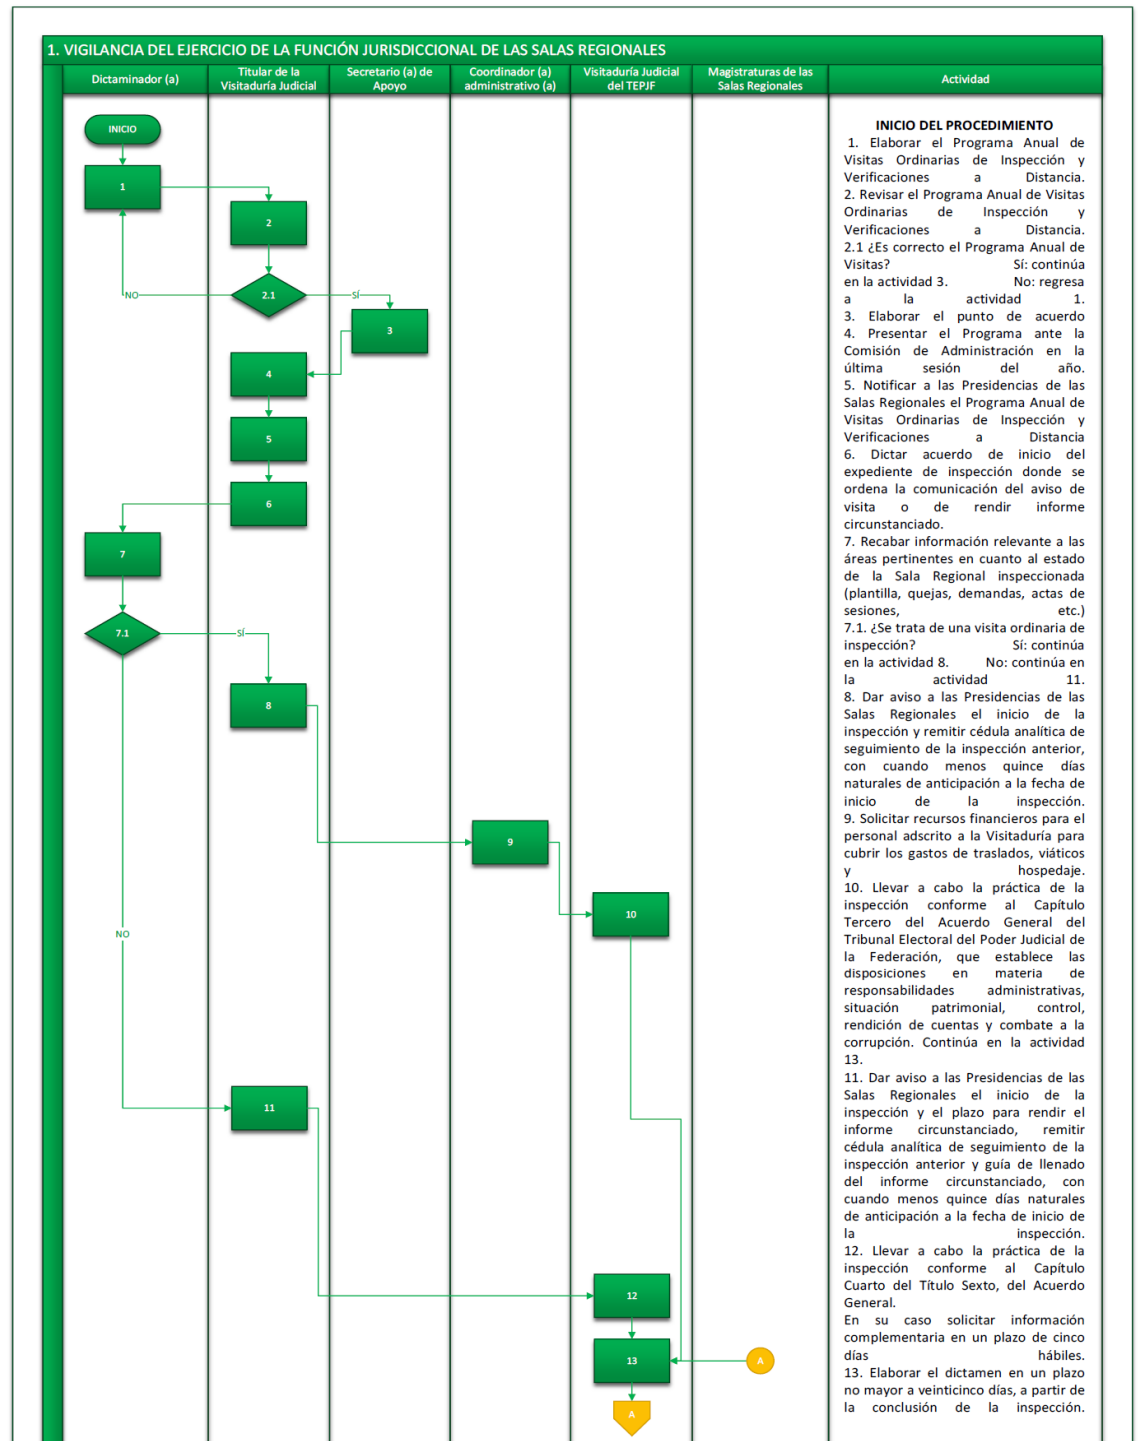 1. VIGILANCIA DEL EJERCICIO DE LA FUNCIÓN JURISDICCIONAL DE LAS SALAS REGIONALES
Dictaminador (a)
Titular de la
Visitaduría Judicial
Secretario (a) de
Apoyo
Coordinador (a)
administrativo (a)
Visitaduría Judicial
del TEPJF
Magistraturas de las
Salas Regionales
Actividad
INICIO
1
2
NO
2.1
SÍ
3
4
5
6
7
7.1
SÍ
8
9
10
NO
11
12
13
A
A
INICIO DEL PROCEDIMIENTO
1. Elaborar el Programa Anual de
Visitas Ordinarias de Inspección y
Verificaciones a Distancia.
2. Revisar el Programa Anual de Visitas
Ordinarias de Inspección y
Verificaciones a Distancia.
2.1 ¿Es correcto el Programa Anual de
Visitas? Sí: continúa
en la actividad 3. No: regresa
a la actividad 1.
3. Elaborar el punto de acuerdo
4. Presentar el Programa ante la
Comisión de Administración en la
última sesión del año.
5. Notificar a las Presidencias de las
Salas Regionales el Programa Anual de
Visitas Ordinarias de Inspección y
Verificaciones a Distancia
6. Dictar acuerdo de inicio del
expediente de inspección donde se
ordena la comunicación del aviso de
visita o de rendir informe
circunstanciado.
7. Recabar información relevante a las
áreas pertinentes en cuanto al estado
de la Sala Regional inspeccionada
(plantilla, quejas, demandas, actas de
sesiones, etc.)
7.1. ¿Se trata de una visita ordinaria de
inspección? Sí: continúa
en la actividad 8. No: continúa en
la actividad 11.
8. Dar aviso a las Presidencias de las
Salas Regionales el inicio de la
inspección y remitir cédula analítica de
seguimiento de la inspección anterior,
con cuando menos quince días
naturales de anticipación a la fecha de
inicio de la inspección.
9. Solicitar recursos financieros para el
personal adscrito a la Visitaduría para
cubrir los gastos de traslados, viáticos
y hospedaje.
10. Llevar a cabo la práctica de la
inspección conforme al Capítulo
Tercero del Acuerdo General del
Tribunal Electoral del Poder Judicial de
la Federación, que establece las
disposiciones en materia de
responsabilidades administrativas,
situación patrimonial, control,
rendición de cuentas y combate a la
corrupción. Continúa en la actividad
13.
11. Dar aviso a las Presidencias de las
Salas Regionales el inicio de la
inspección y el plazo para rendir el
informe circunstanciado, remitir
cédula analítica de seguimiento de la
inspección anterior y guía de llenado
del informe circunstanciado, con
cuando menos quince días naturales
de anticipación a la fecha de inicio de
la inspección.
12. Llevar a cabo la práctica de la
inspección conforme al Capítulo
Cuarto del Título Sexto, del Acuerdo
General.
En su caso solicitar información
complementaria en un plazo de cinco
días hábiles.
13. Elaborar el dictamen en un plazo
no mayor a veinticinco días, a partir de
la conclusión de la inspección.